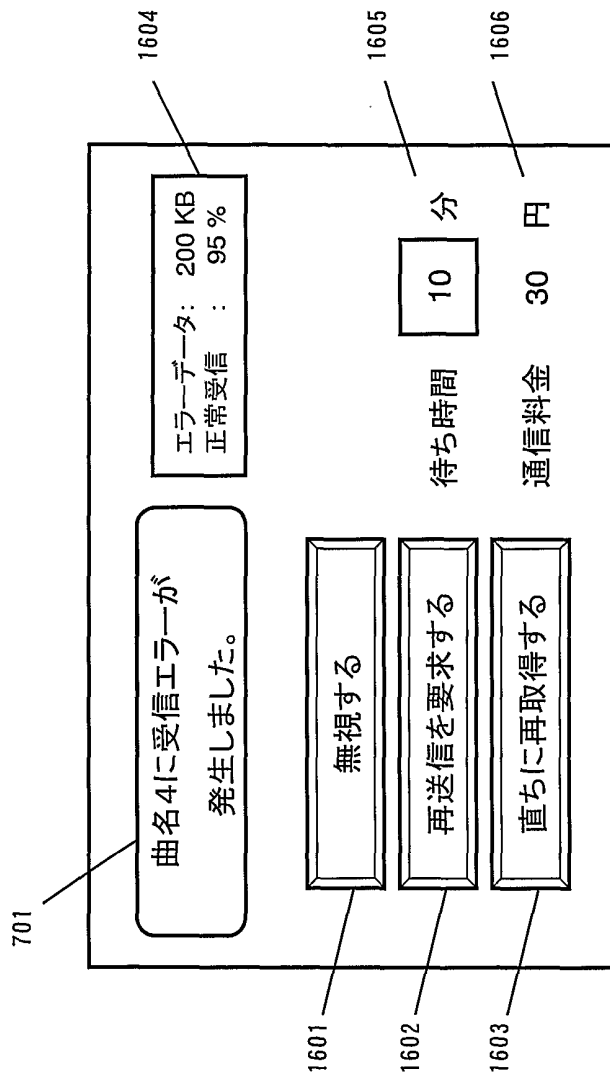 701
曲名4に受信エラーが
発生しました。
エラーデータ: 200 KB
正常受信 : 95 %
1604
1601
無視する
1602
再送信を要求する
待ち時間 10 分
1605
1603
直ちに再取得する
通信料金 30 円
1606